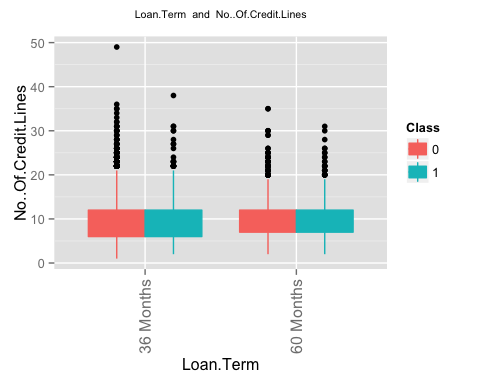 Loan.Term and No..Of.Credit.Lines
50
40
30
20
10
0
No..Of.Credit.Lines
36 Months
60 Months
Loan.Term
Class
0
1